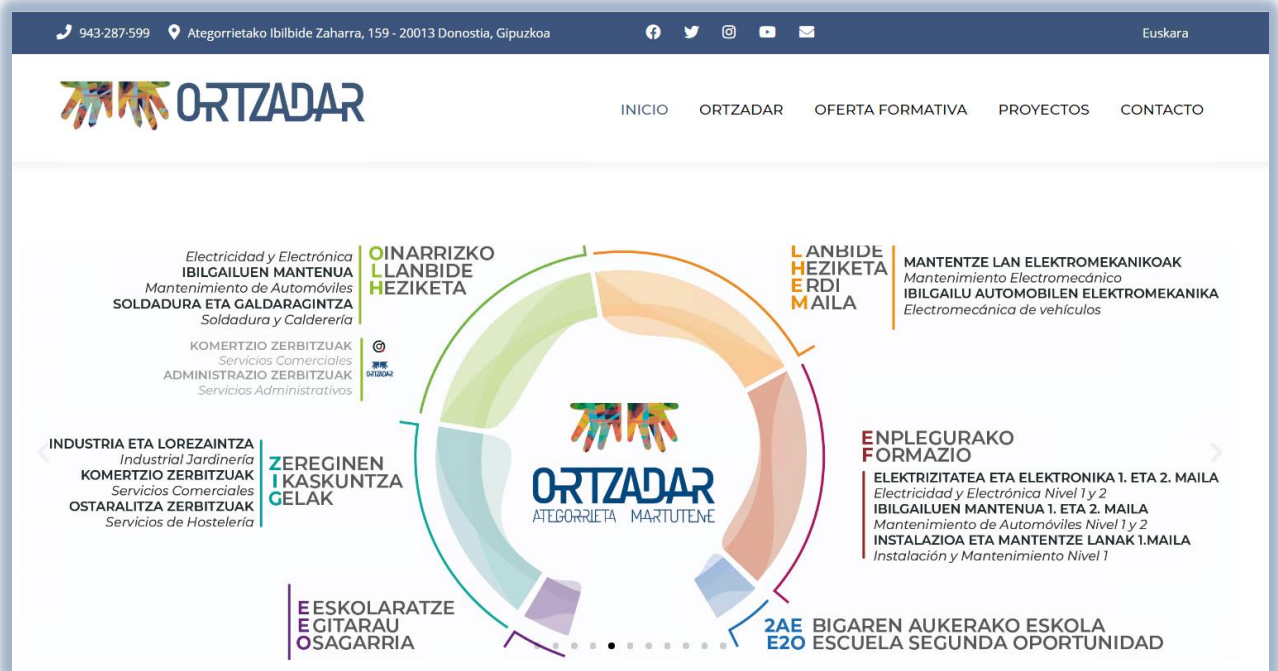 943·287·599 Ategorrietako Ibilbide Zaharra, 159 - 20013 Donostia, Gipuzkoa Euskara
ORTZADAR
INICIO ORTZADAR OFERTA FORMATIVA PROYECTOS CONTACTO
Electricidad y Electrónica
IBILGAILUEN MANTENUA
Mantenimiento de Automóviles
SOLDADURA ETA GALDARAGINTZA
Soldadura y Calderería
OINARRIZKO
LLANBIDE
HEZIKETA
KOMERTZIO ZERBITZUAK
Servicios Comerciales
ADMINISTRAZIO ZERBITZUAK
Servicios Administrativos
ORTZADAR
LANBIDE
HEZIKETA
ERDI
MAILA
MANTENTZE LAN ELEKTROMEKANIKOAK
Mantenimiento Electromecánico
IBILGAILU AUTOMOBILEN ELEKTROMEKANIKA
Electromecánica de vehículos
INDUSTRIA ETA LOREZAINTZA
Industrial Jardinería
KOMERTZIO ZERBITZUAK
Servicios Comerciales
OSTARALITZA ZERBITZUAK
Servicios de Hostelería
ZEREGINEN
IKASKUNTZA
GELAK
ORTZADAR
ATEGORRIETA MARTUTENE
ENPLEGURAKO
FORMAZIO
ELEKTRIZITATEA ETA ELEKTRONIKA 1. ETA 2. MAILA
Electricidad y Electrónica Nivel 1 y 2
IBILGAILUEN MANTENUA 1. ETA 2. MAILA
Mantenimiento de Automóviles Nivel 1 y 2
INSTALAZIOA ETA MANTENTZE LANAK 1.MAILA
Instalación y Mantenimiento Nivel 1
EESKOLARATZE
EGITARAU
OSAGARRIA
2AE BIGAREN AUKERAKO ESKOLA
E2O ESCUELA SEGUNDA OPORTUNIDAD